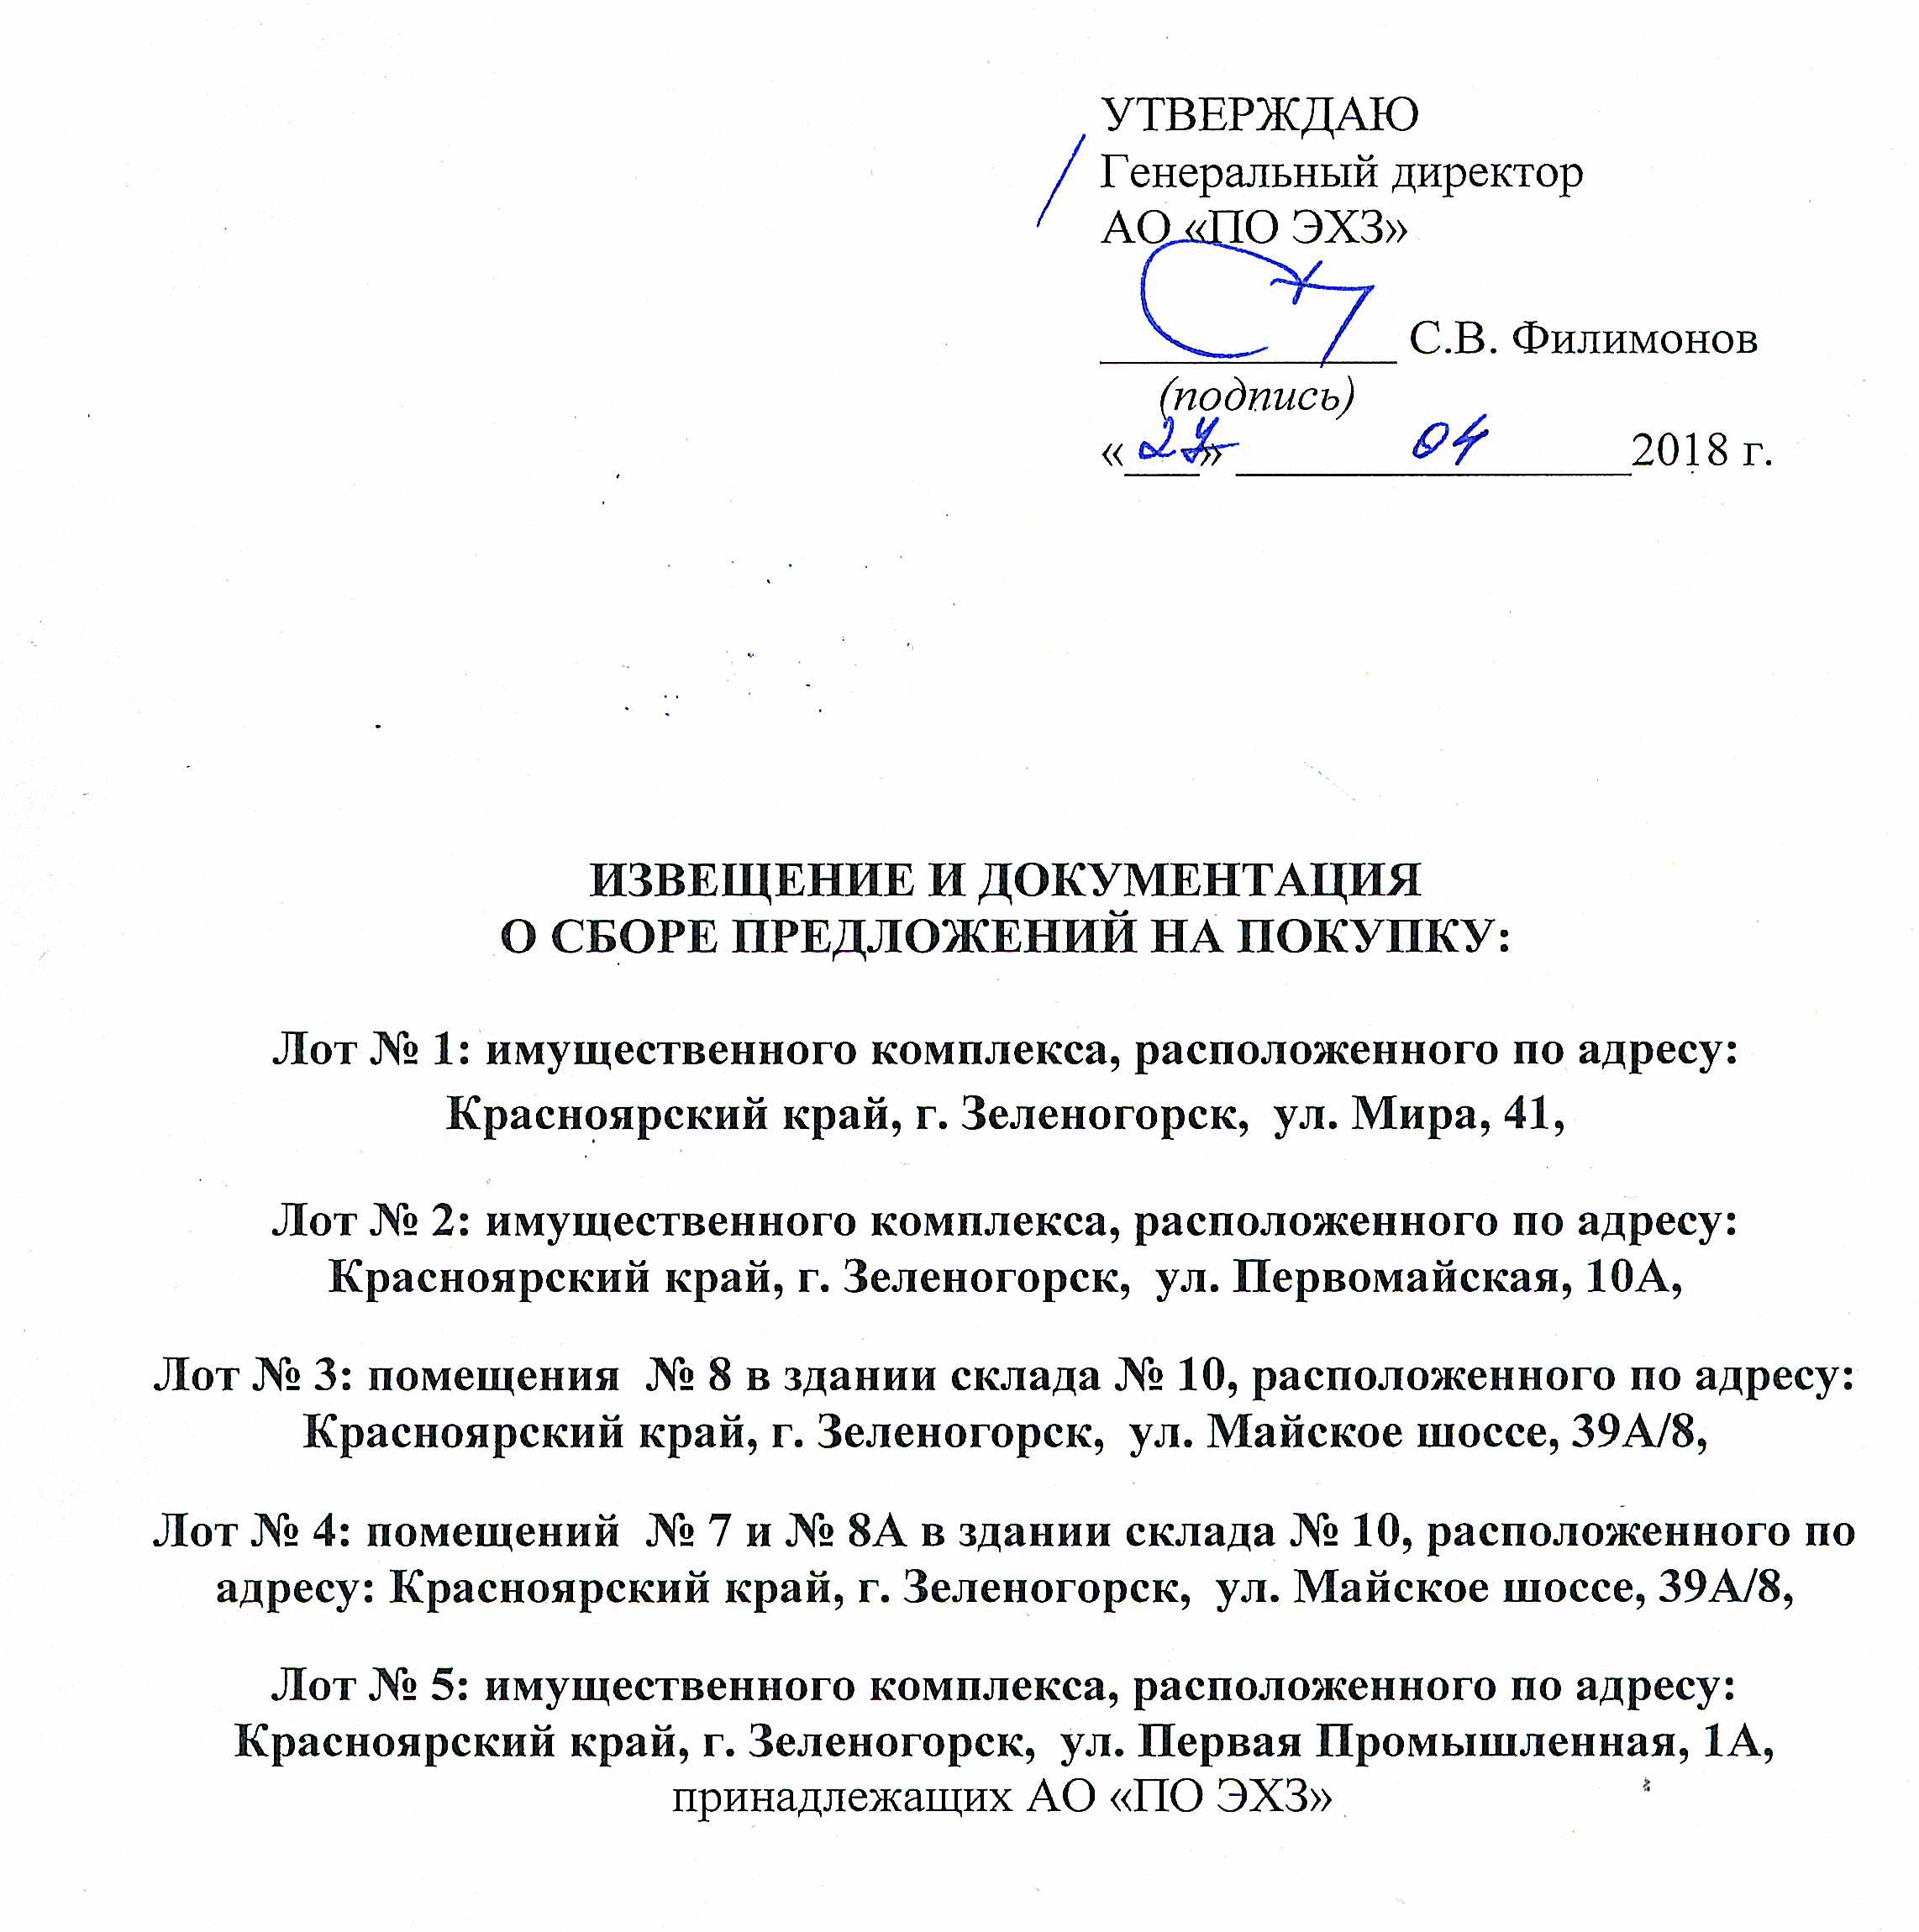 УТВЕРЖДАЮ
Генеральный директор
АО «ПО ЭХЗ»
С.В. Филимонов
(подпись)
«27» 04 2018 г.
ИЗВЕЩЕНИЕ И ДОКУМЕНТАЦИЯ
О СБОРЕ ПРЕДЛОЖЕНИЙ НА ПОКУПКУ:
Лот № 1: имущественного комплекса, расположенного по адресу:
Красноярский край, г. Зеленогорск, ул. Мира, 41,
Лот № 2: имущественного комплекса, расположенного по адресу:
Красноярский край, г. Зеленогорск, ул. Первомайская, 10А,
Лот № 3: помещения № 8 в здании склада № 10, расположенного по адресу:
Красноярский край, г. Зеленогорск, ул. Майское шоссе, 39А/8,
Лот № 4: помещений № 7 и № 8А в здании склада № 10, расположенного по
адресу: Красноярский край, г. Зеленогорск, ул. Майское шоссе, 39А/8,
Лот № 5: имущественного комплекса, расположенного по адресу:
Красноярский край, г. Зеленогорск, ул. Первая Промышленная, 1А,
принадлежащих АО «ПО ЭХЗ»